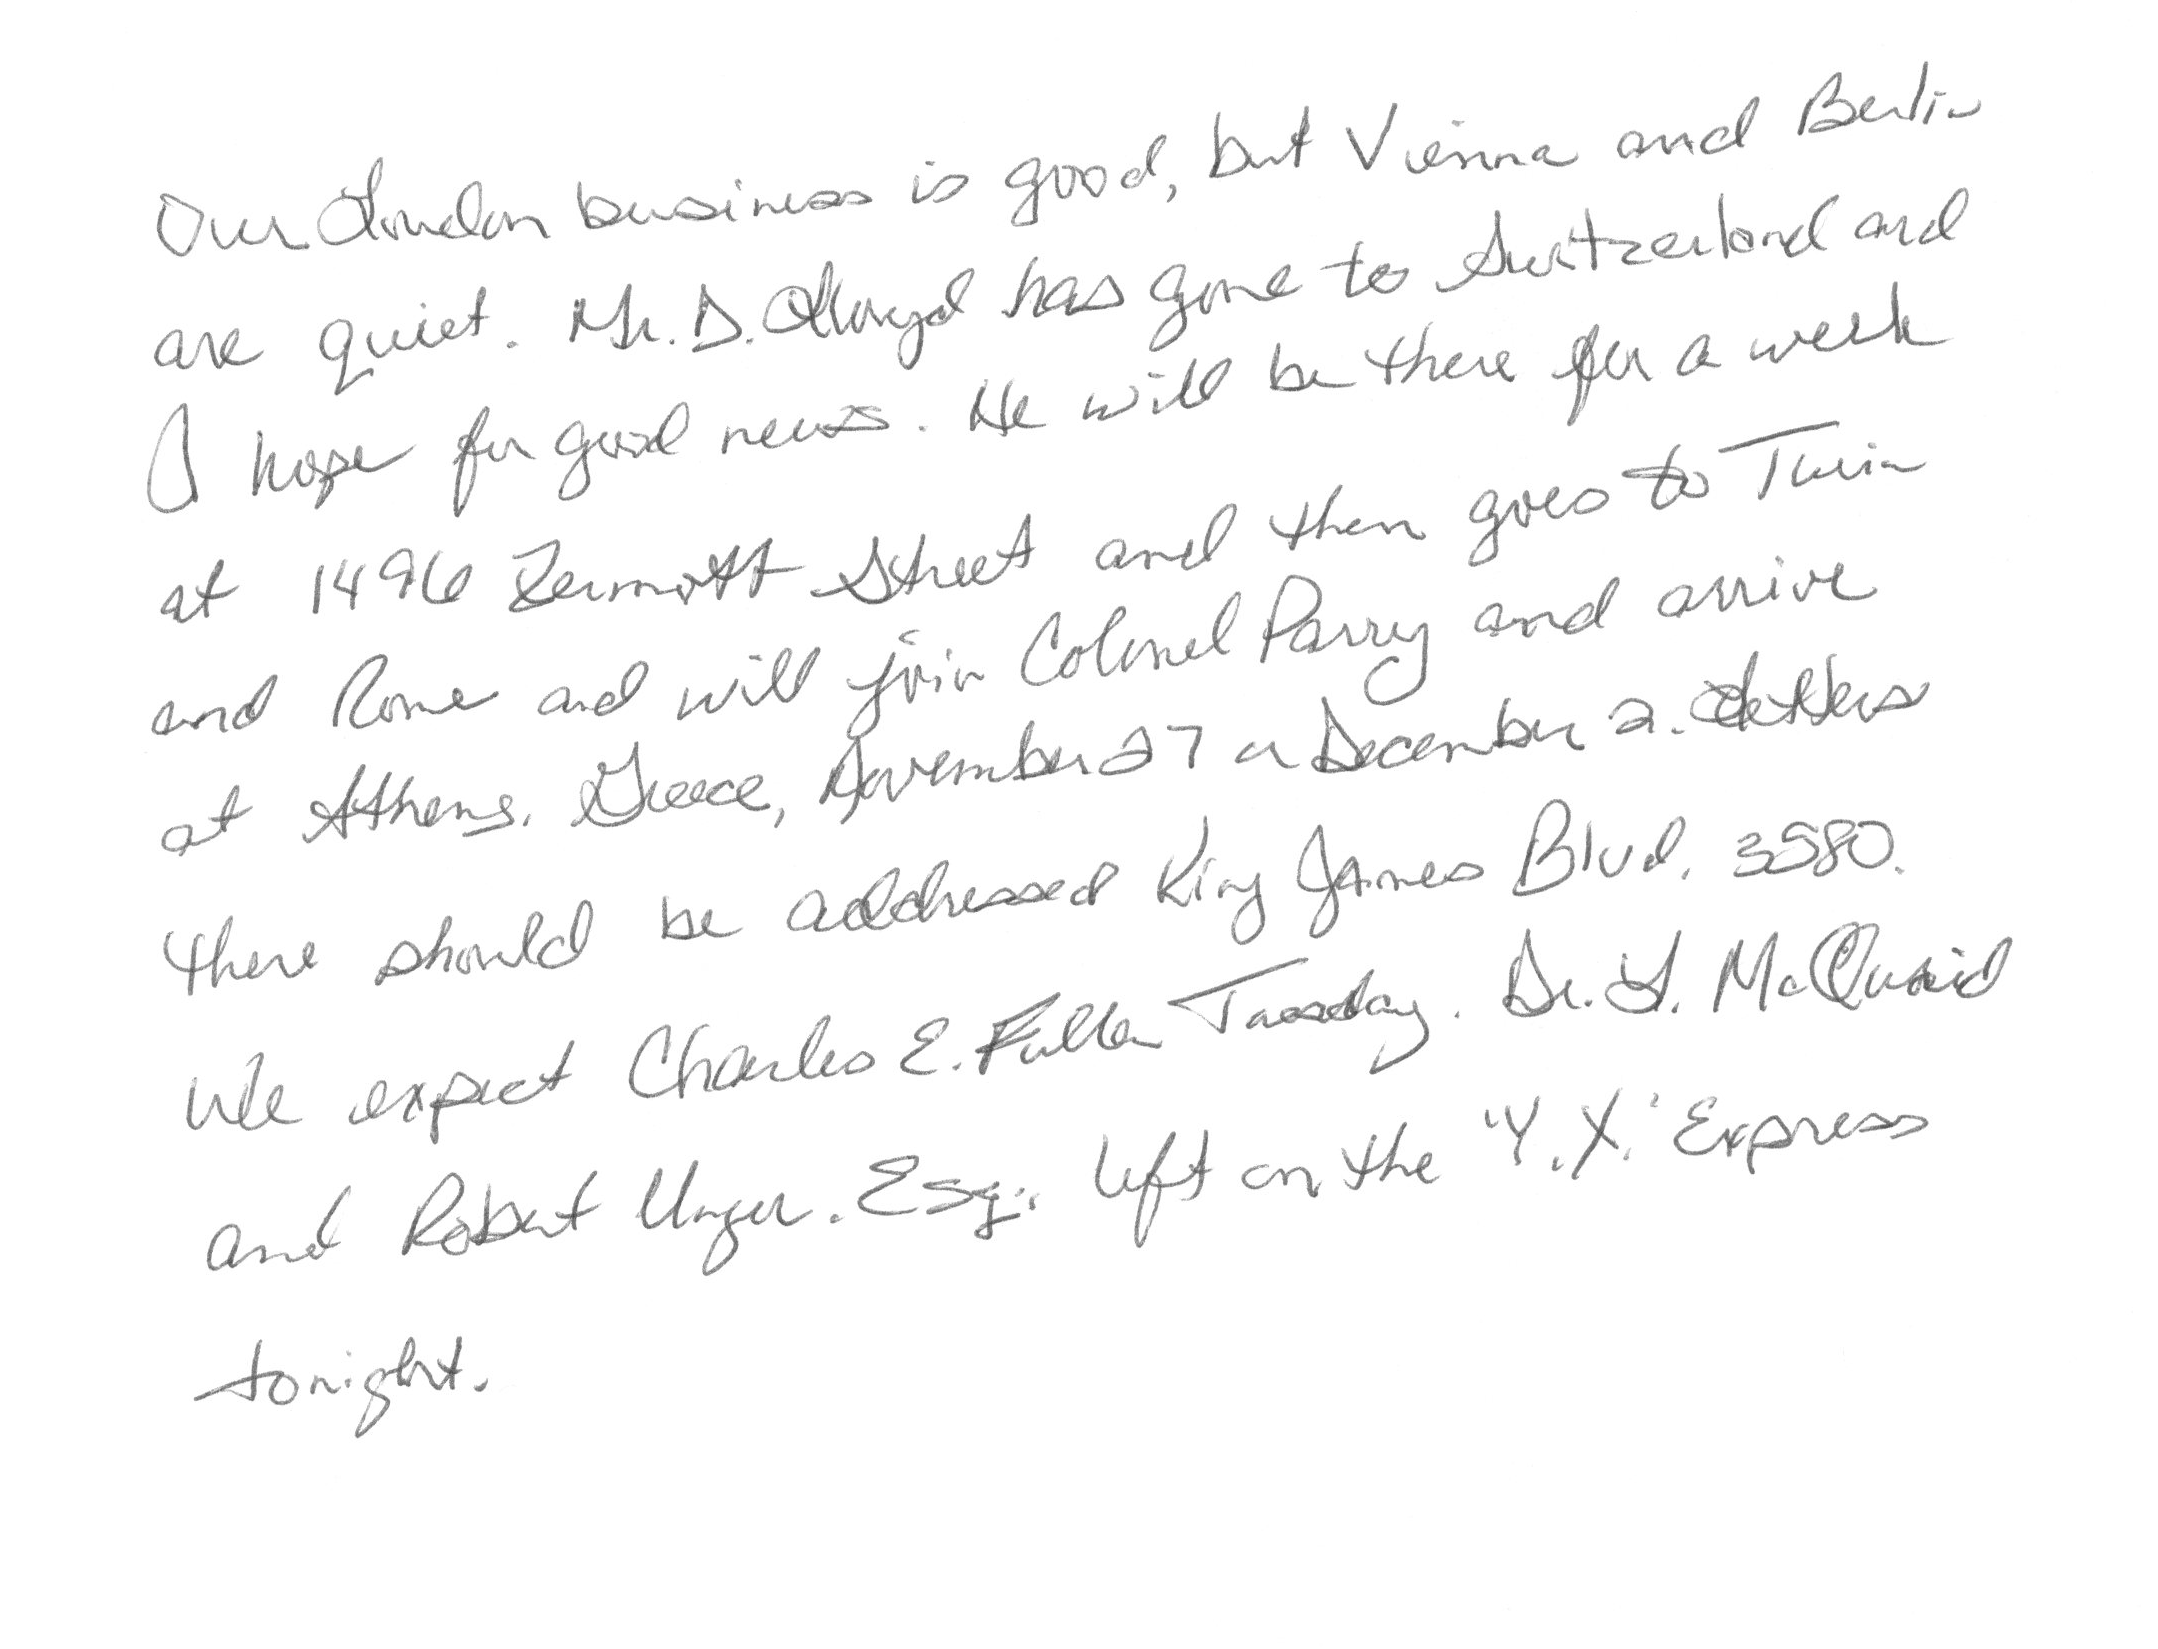 Our London business is good, but Vienna and Berlin
are quiet. Mr. D. Lloyd has gone to Switzerland and
I hope for good news. He will be there for a week
at 1496 Zermott Street and then goes to Turin
and Rome and will join Colonel Parry and arrive
at Athens, Greece, November 27 or December 2. Letters
there should be addressed King James Blvd. 3580.
We expect Charles E. Fuller Tuesday. Dr. L. McQuaid
and Robert Unger. Esq., left on the 'Y.X.' Express
tonight.